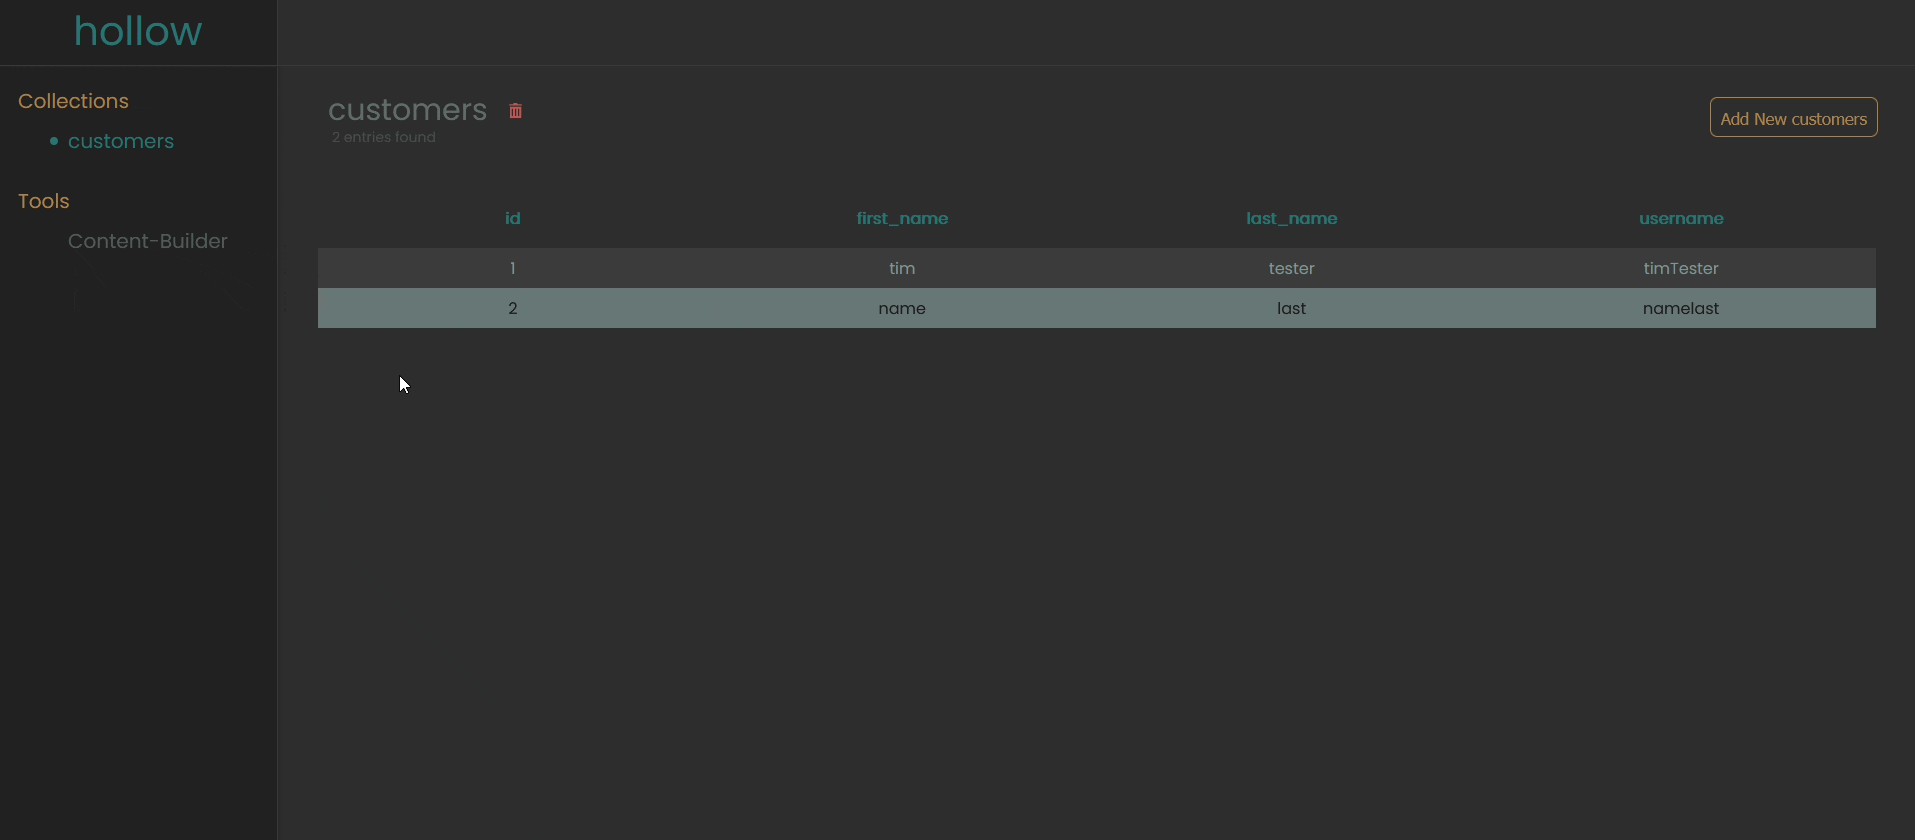 hollow
Collections
customers
Tools
Content-Builder
customers
2 entries found
Add New customers
id first_name last_name username
1 tim tester timTester
2 name last namelast